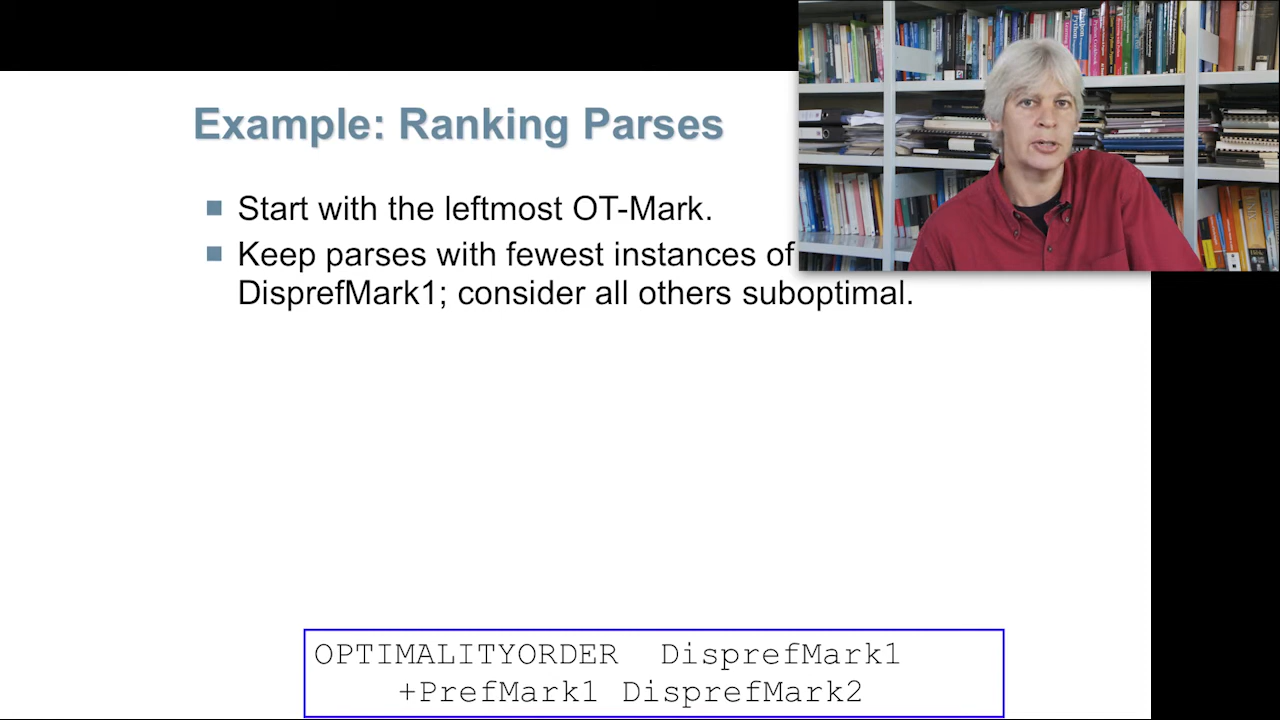 Example: Ranking Parses
Start with the leftmost OT-Mark.
Keep parses with fewest instances of
DisprefMark1; consider all others suboptimal.
OPTIMALITYORDER DisprefMark1
+PrefMark1 DisprefMark2